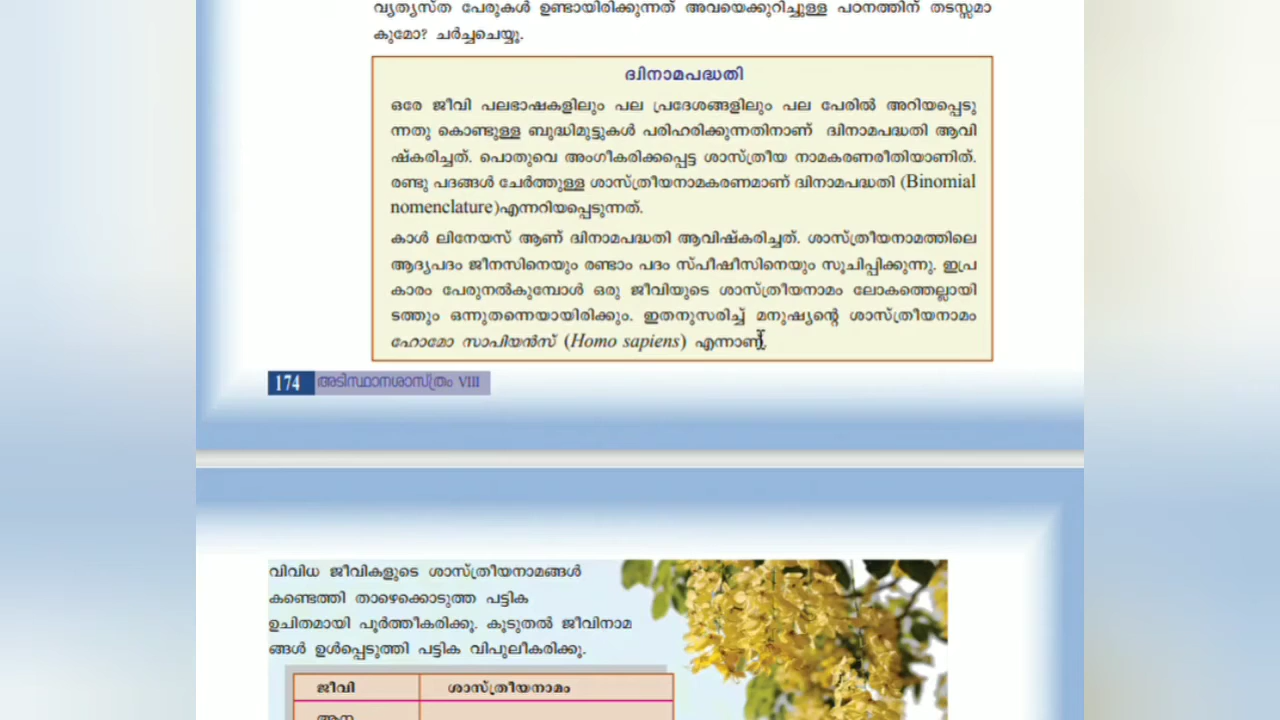 വ്യത്യസ്ത പേരുകൾ ഉണ്ടായിരിക്കുന്നത് അവയെക്കുറിച്ചുള്ള പഠനത്തിന് തടസ്സമാ
കുമോ? ചർച്ചചെയ്യൂ.
ദ്വിനാമപദ്ധതി
ഒരേ ജീവി പലഭാഷകളിലും പല പ്രദേശങ്ങളിലും പല പേരിൽ അറിയപ്പെടു
ന്നതു കൊണ്ടുള്ള ബുദ്ധിമുട്ടുകൾ പരിഹരിക്കുന്നതിനാണ് ദ്വിനാമപദ്ധതി ആവി
ഷ്കരിച്ചത്. പൊതുവെ അംഗീകരിക്കപ്പെട്ട ശാസ്ത്രീയ നാമകരണരീതിയാണിത്.
രണ്ടു പദങ്ങൾ ചേർത്തുള്ള ശാസ്ത്രീയനാമകരണമാണ് ദ്വിനാമപദ്ധതി (Binomial
nomenclature)എന്നറിയപ്പെടുന്നത്.
കാൾ ലിനേയസ് ആണ് ദ്വിനാമപദ്ധതി ആവിഷ്കരിച്ചത്. ശാസ്ത്രീയനാമത്തിലെ
ആദ്യപദം ജീനസിനെയും രണ്ടാം പദം സ്പീഷീസിനെയും സൂചിപ്പിക്കുന്നു. ഇപ്ര
കാരം പേരുനൽകുമ്പോൾ ഒരു ജീവിയുടെ ശാസ്ത്രീയനാമം ലോകത്തെല്ലായി
ടത്തും ഒന്നുതന്നെയായിരിക്കും. ഇതനുസരിച്ച് മനുഷ്യന്റെ ശാസ്ത്രീയനാമം
ഹോമോ സാപിയൻസ് (Homo sapiens) എന്നാണ്.
174 അടിസ്ഥാനശാസ്ത്രം VIII
വിവിധ ജീവികളുടെ ശാസ്ത്രീയനാമങ്ങൾ
കണ്ടെത്തി താഴെക്കൊടുത്ത പട്ടിക
ഉചിതമായി പൂർത്തീകരിക്കൂ. കൂടുതൽ ജീവിനാമ
ങ്ങൾ ഉൾപ്പെടുത്തി പട്ടിക വിപുലീകരിക്കൂ.
ജീവി ശാസ്ത്രീയനാമം
ആന